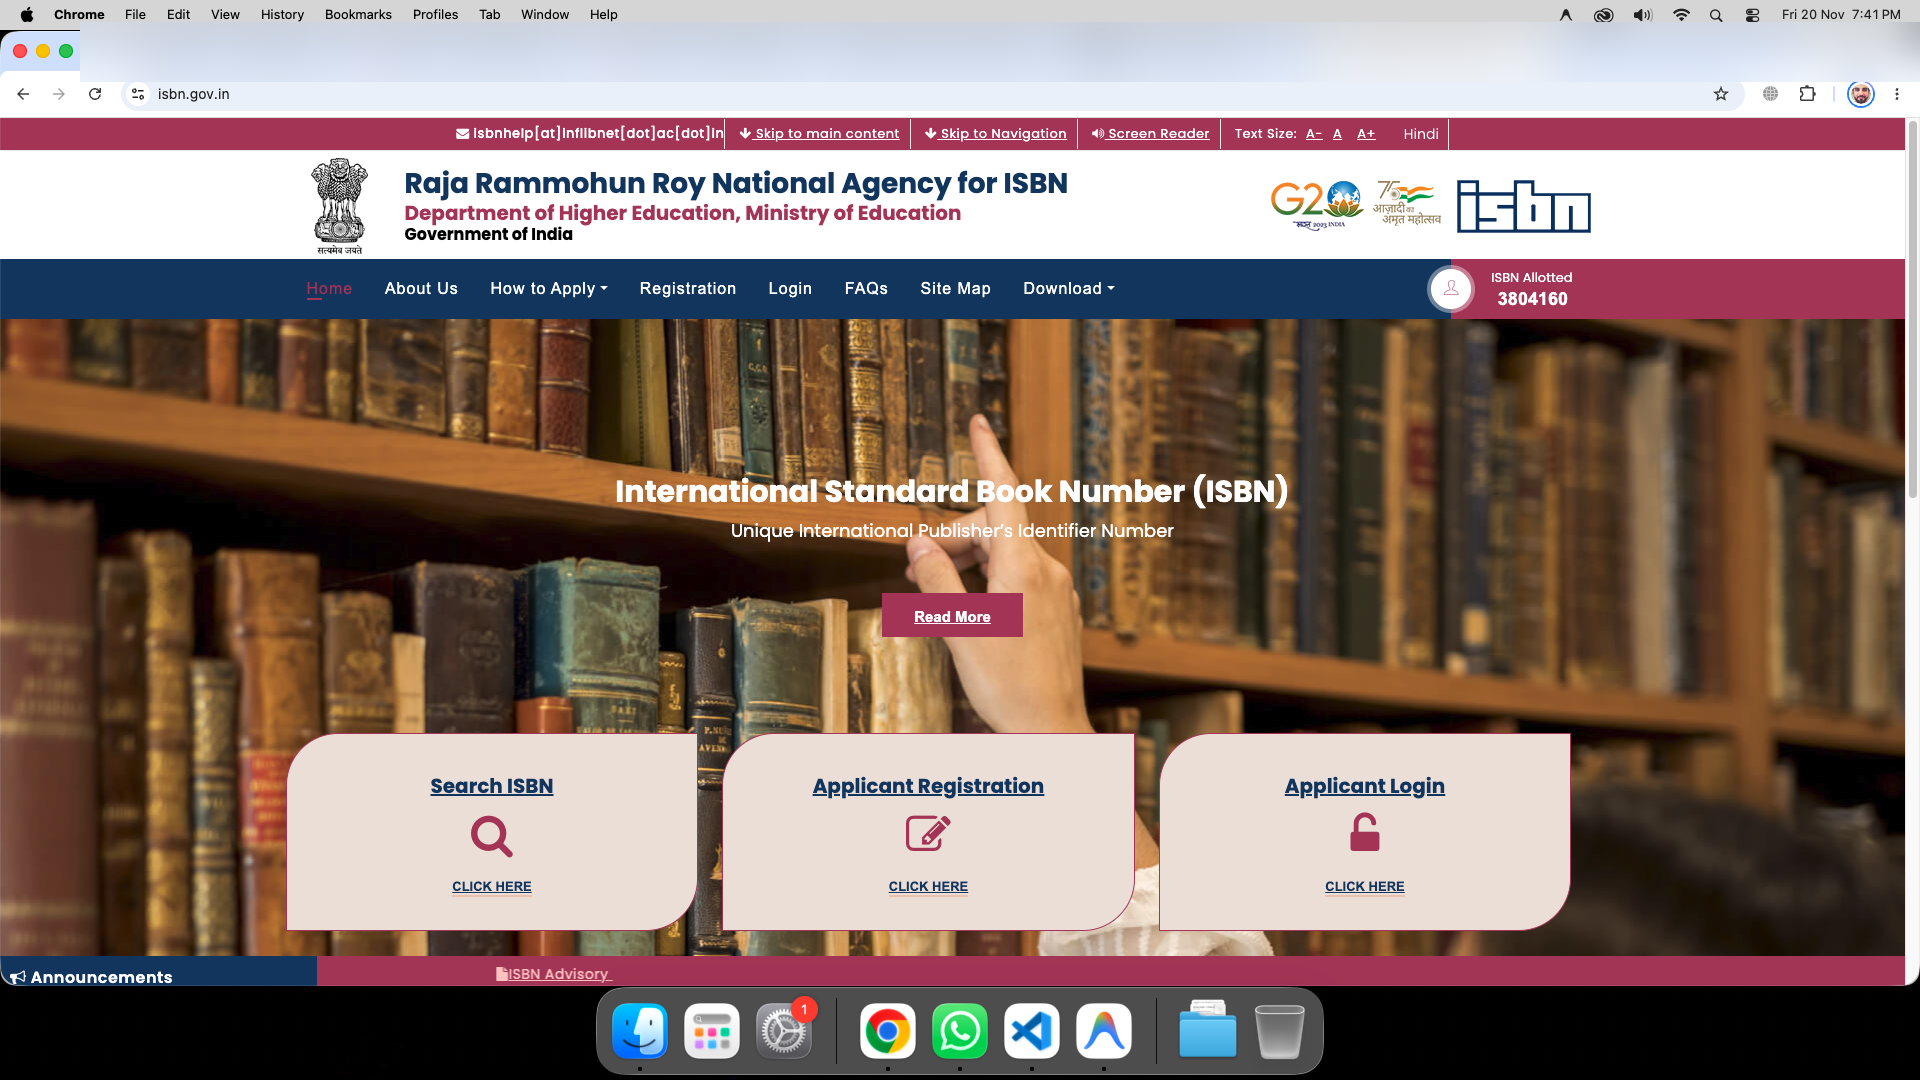 Chrome File Edit View History Bookmarks Profiles Tab Window Help Fri 20 Nov 7:41 PM
isbn.gov.in
isbnhelp[at]inflibnet[dot]ac[dot]in Skip to main content Skip to Navigation Screen Reader Text Size: A- A A+ Hindi
Raja Rammohun Roy National Agency for ISBN
Department of Higher Education, Ministry of Education
Government of India
सत्यमेव जयते
G20
भारत 2023 INDIA
75
आज़ादी का
अमृत महोत्सव
isbn
Home About Us How to Apply Registration Login FAQs Site Map Download
ISBN Allotted
3804160
International Standard Book Number (ISBN)
Unique International Publisher's Identifier Number
Read More
Search ISBN
CLICK HERE
Applicant Registration
CLICK HERE
Applicant Login
CLICK HERE
Announcements
ISBN Advisory
1